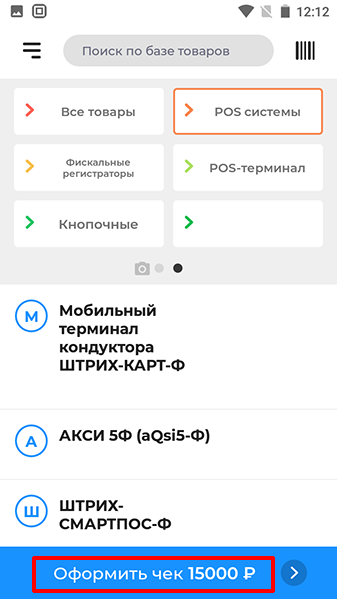 12:12
Поиск по базе товаров
Все товары
POS системы
Фискальные
регистраторы
POS-терминал
Кнопочные
М
Мобильный
терминал
кондуктора
ШТРИХ-КАРТ-Ф
А
АКСИ 5Ф (aQsi5-Ф)
Ш
ШТРИХ-
СМАРТПОС-Ф
Оформить чек 15000 ₽